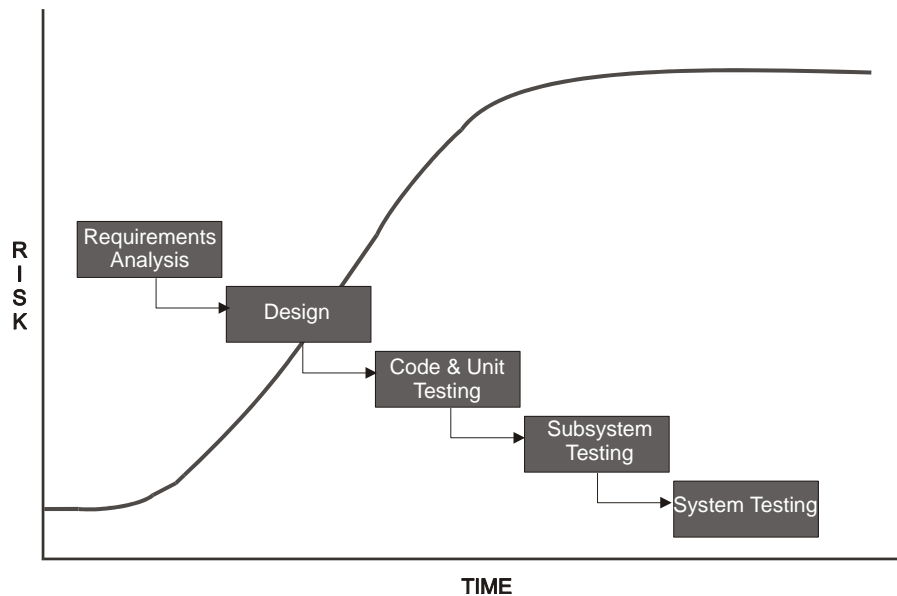 Requirements
Analysis
Design
Code & Unit
Testing
Subsystem
Testing
System Testing
R
I
S
K
TIME